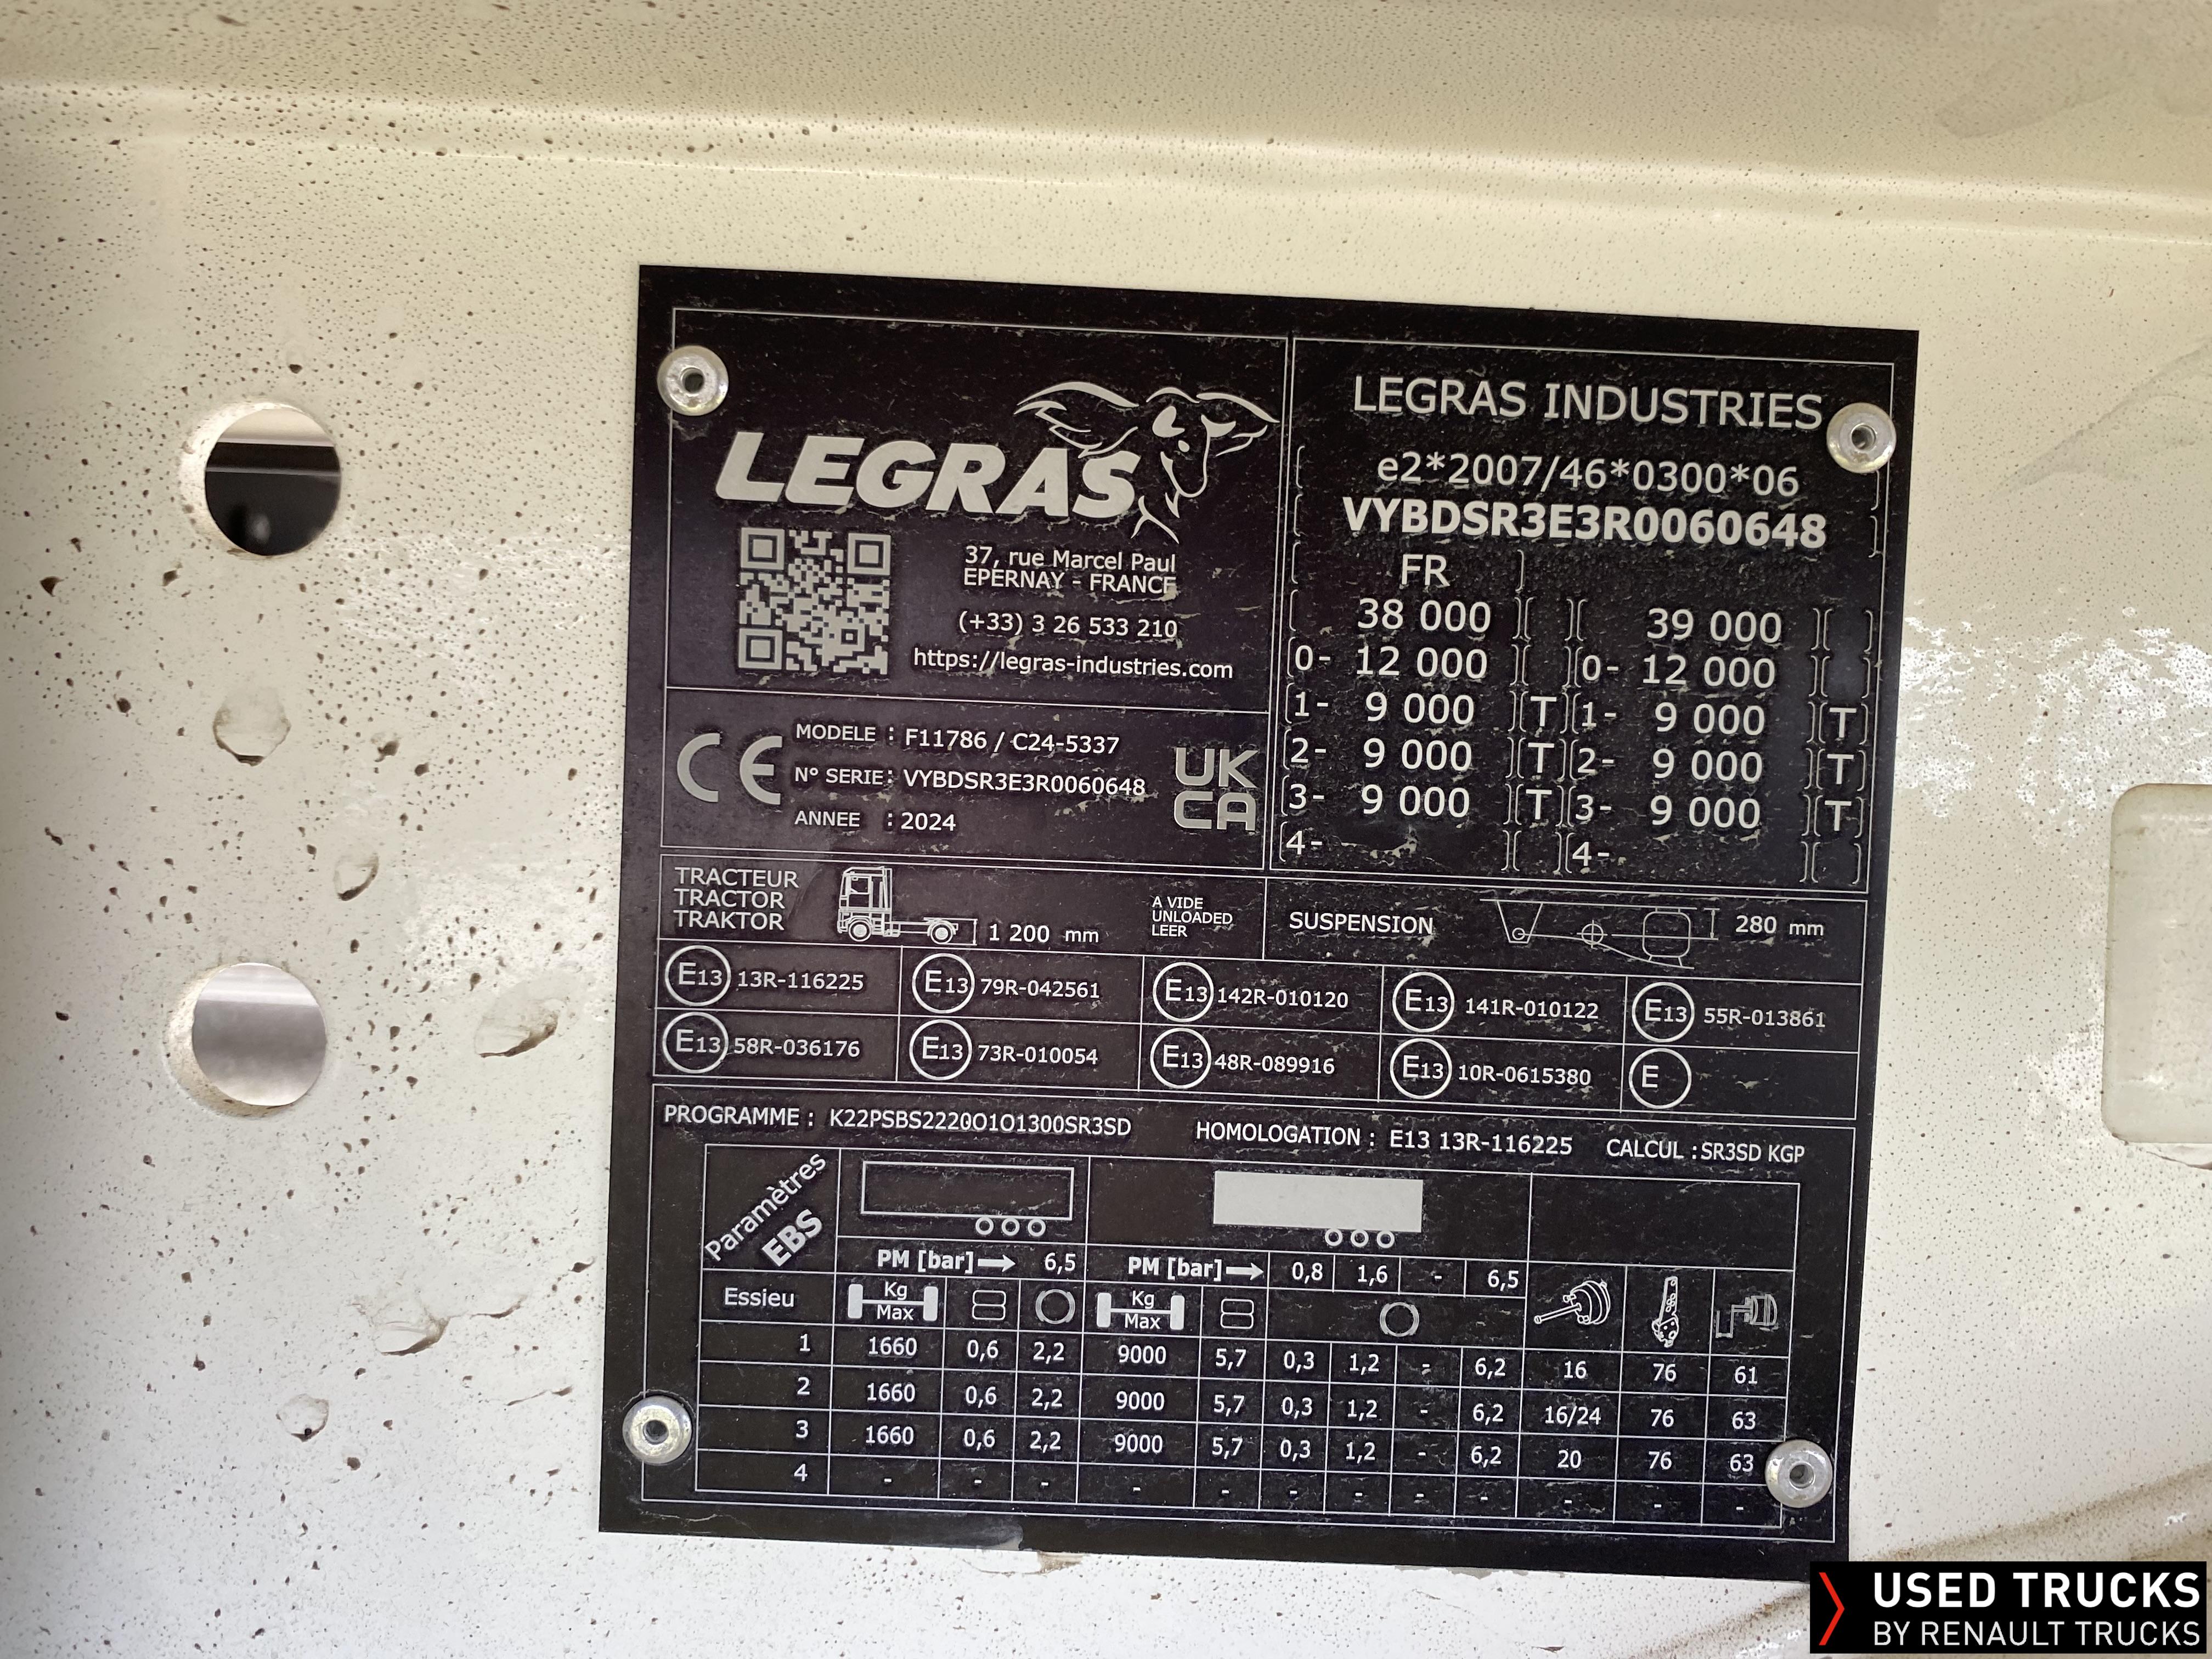 LEGRAS
37, rue Marcel Paul
EPERNAY - FRANCE
(+33) 3 26 533 210
https://legras-industries.com
CE
MODELE : F11786 / C24-5337
N° SERIE : VYBDSR3E3R0060648
ANNEE : 2024
UK
CA
LEGRAS INDUSTRIES
e2*2007/46*0300*06
VYBDSR3E3R0060648
FR
38 000 39 000
0- 12 000 0- 12 000
1- 9 000 T 1- 9 000 T
2- 9 000 T 2- 9 000 T
3- 9 000 T 3- 9 000 T
4- 4-
TRACTEUR
TRACTOR
TRAKTOR
1 200 mm
A VIDE
UNLOADED
LEER
SUSPENSION 280 mm
E13 13R-116225 E13 79R-042561 E13 142R-010120 E13 141R-010122 E13 55R-013861
E13 58R-036176 E13 73R-010054 E13 48R-089916 E13 10R-0615380 E
PROGRAMME : K22PSBS2220O1O1300SR3SD HOMOLOGATION : E13 13R-116225 CALCUL : SR3SD KGP
Paramètres
EBS
PM [bar] 6,5 PM [bar] 0,8 1,6 - 6,5
Essieu Kg Max Kg Max
1 1660 0,6 2,2 9000 5,7 0,3 1,2 - 6,2 16 76 61
2 1660 0,6 2,2 9000 5,7 0,3 1,2 - 6,2 16/24 76 63
3 1660 0,6 2,2 9000 5,7 0,3 1,2 - 6,2 20 76 63
4 - - - - - - - - - - - -
USED TRUCKS
BY RENAULT TRUCKS